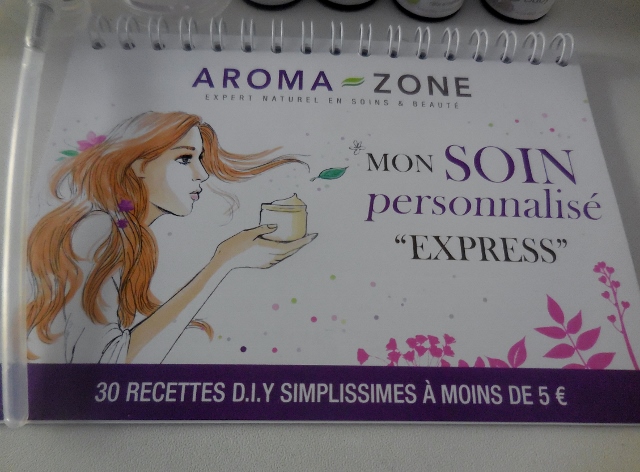 AROMA-ZONE
EXPERT NATUREL EN SOINS & BEAUTÉ
MON SOIN
personnalisé
“EXPRESS”
30 RECETTES D.I.Y SIMPLISSIMES À MOINS DE 5 €